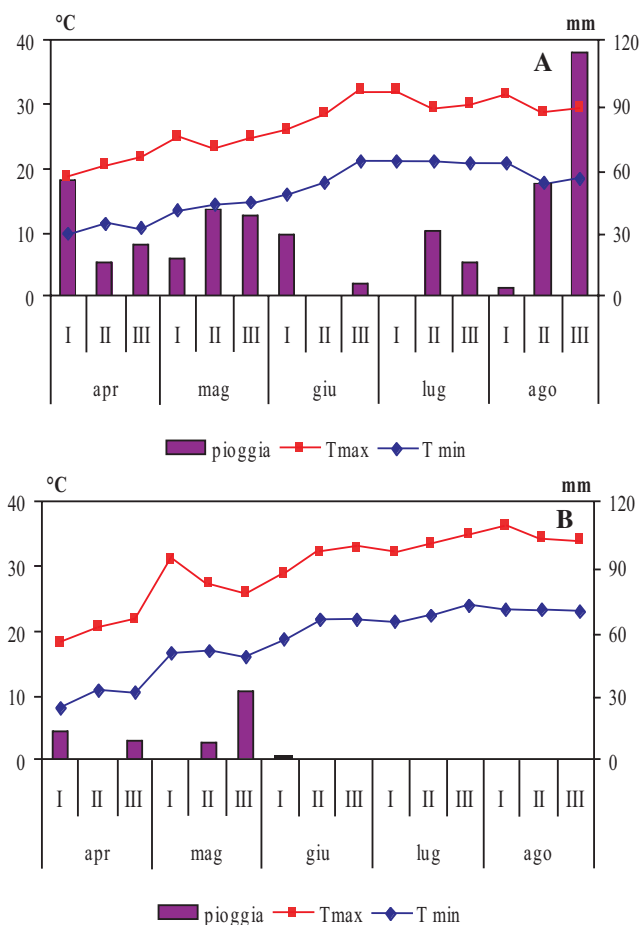 °C mm
40 120
A
30 90
20 60
10 30
0 0
I II III I II III I II III I II III I II III
apr mag giu lug ago
pioggia Tmax T min
°C mm
40 120
B
30 90
20 60
10 30
0 0
I II III I II III I II III I II III I II III
apr mag giu lug ago
pioggia Tmax T min